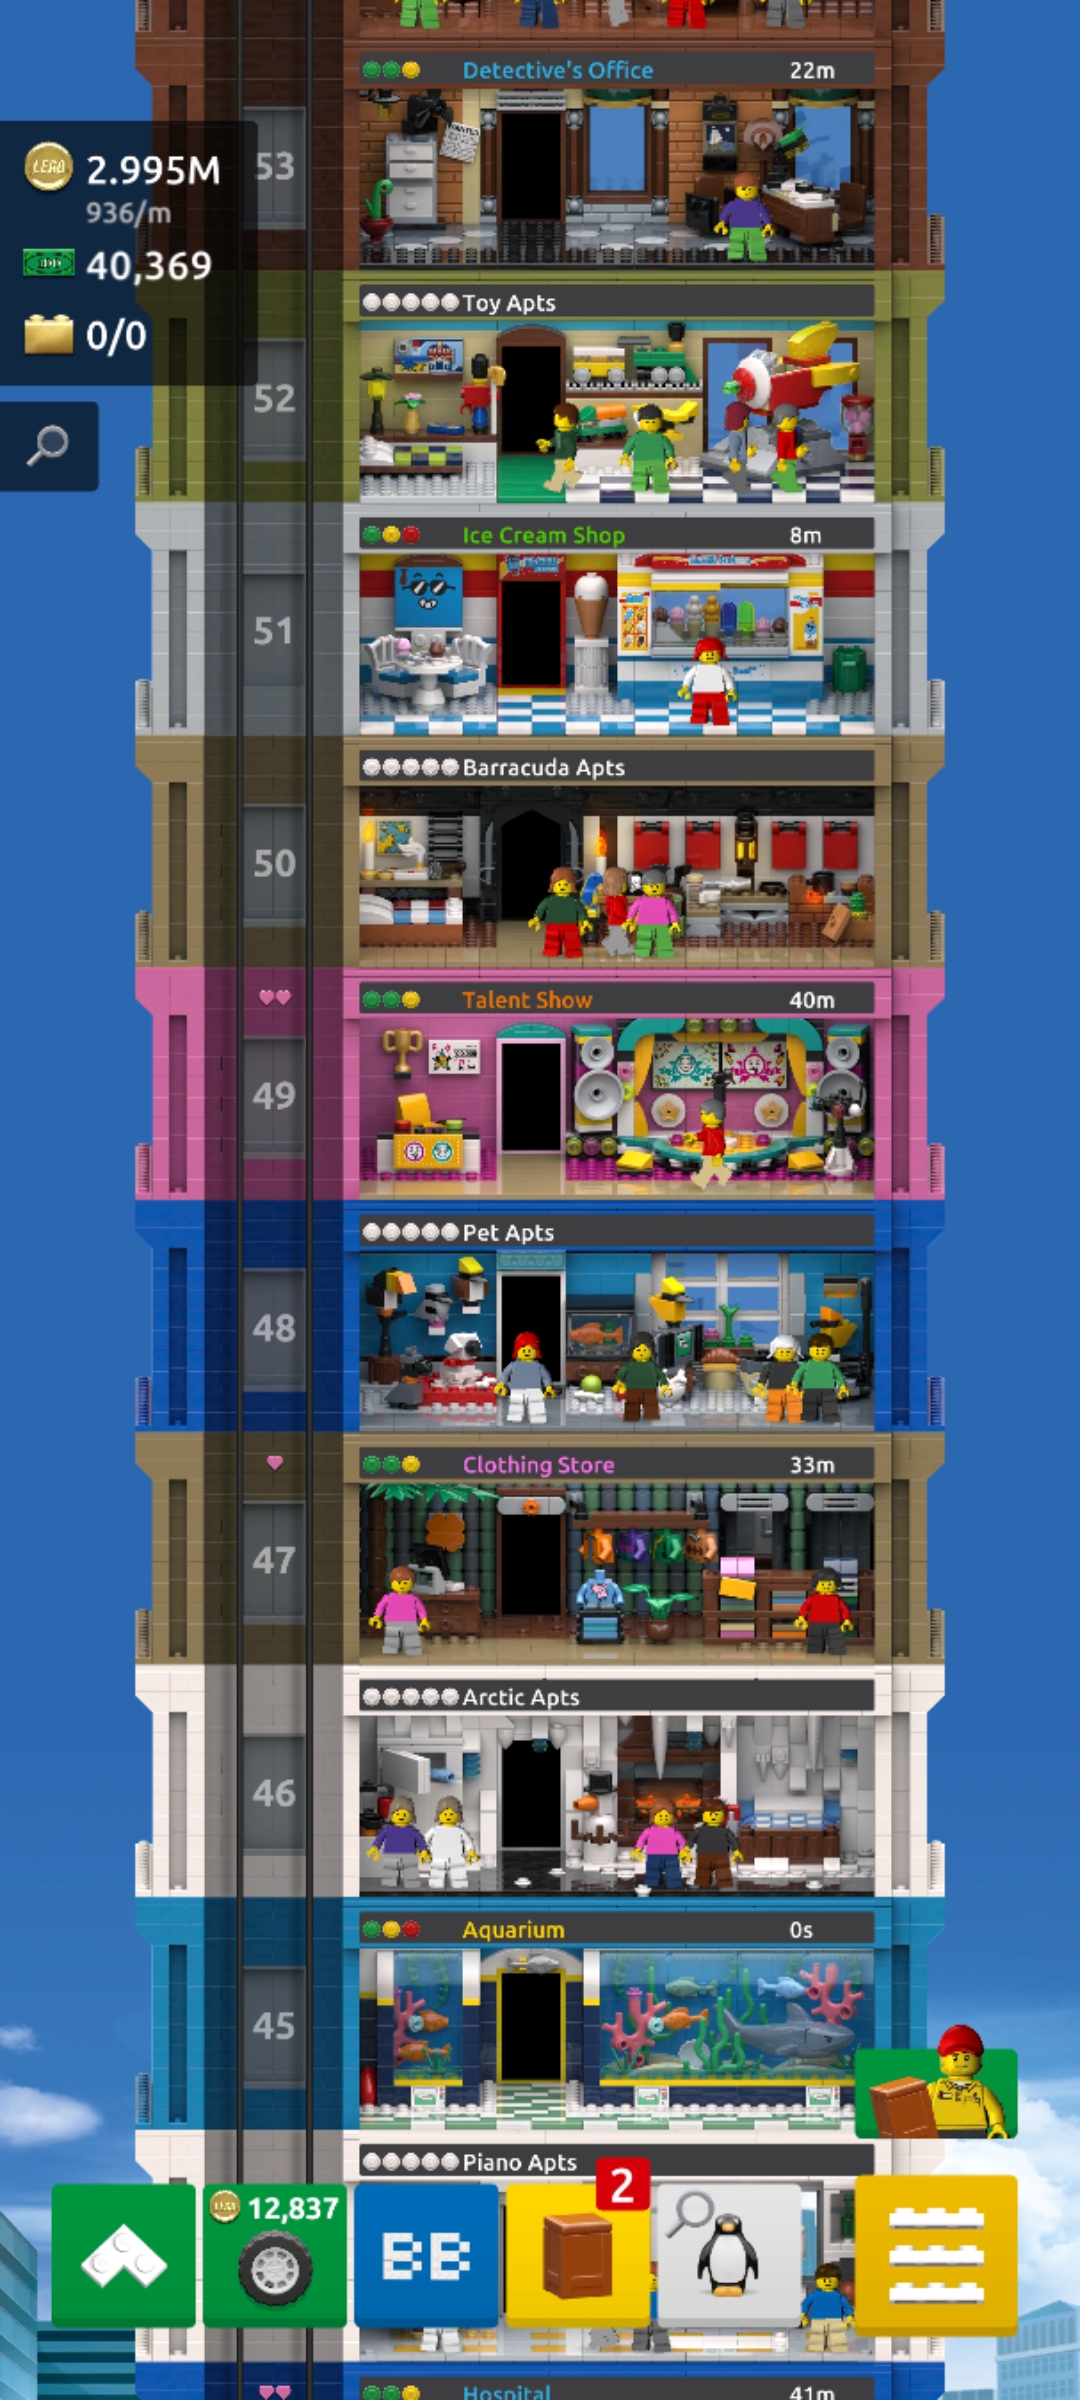 Detective's Office 22m
53
2.995M
936/m
40,369
0/0
Toy Apts
52
Ice Cream Shop 8m
51
Barracuda Apts
50
Talent Show 40m
49
Pet Apts
48
Clothing Store 33m
47
Arctic Apts
46
Aquarium 0s
45
Piano Apts
2
12,837
BB
Hospital 41m